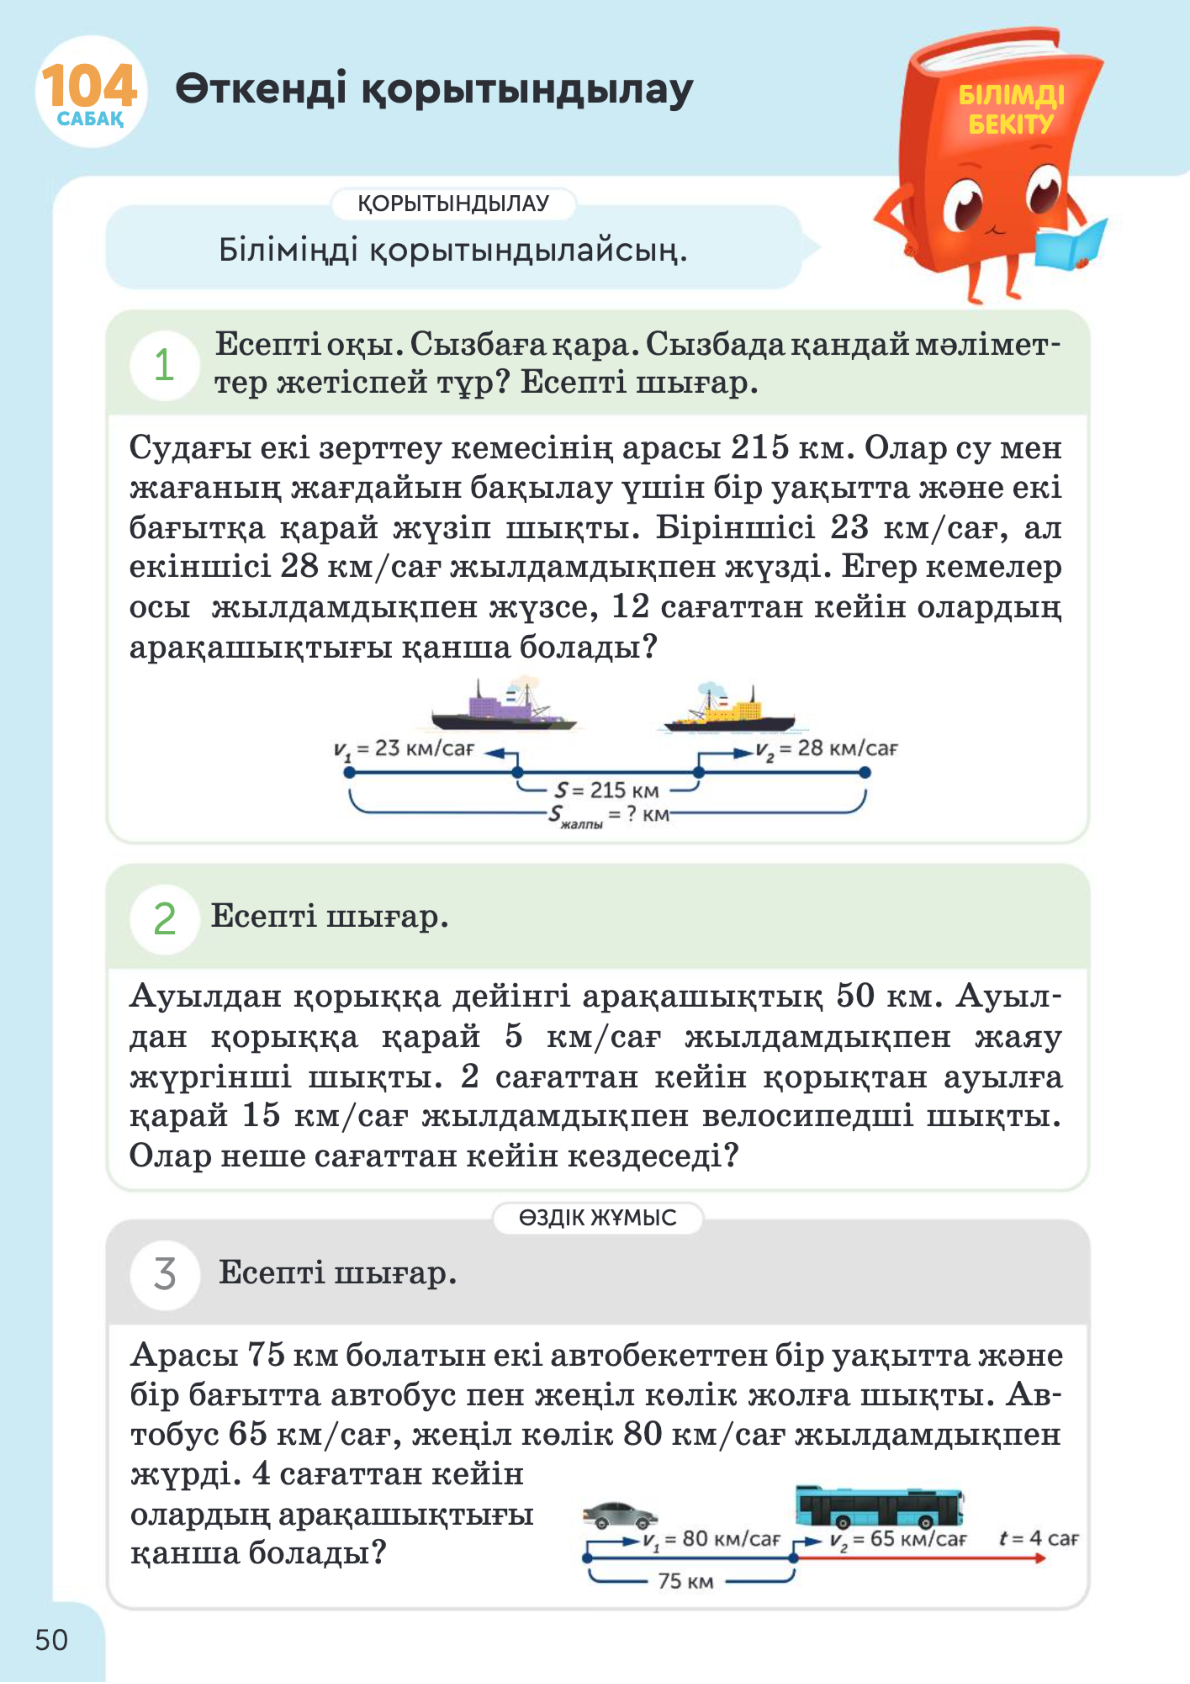 104
САБАҚ
Өткенді қорытындылау
БІЛІМДІ
БЕКІТУ
ҚОРЫТЫНДЫЛАУ
Біліміңді қорытындылайсың.
1
Есепті оқы. Сызбаға қара. Сызбада қандай мәлімет-
тер жетіспей тұр? Есепті шығар.
Судағы екі зерттеу кемесінің арасы 215 км. Олар су мен
жағаның жағдайын бақылау үшін бір уақытта және екі
бағытқа қарай жүзіп шықты. Біріншісі 23 км/сағ, ал
екіншісі 28 км/сағ жылдамдықпен жүзді. Егер кемелер
осы жылдамдықпен жүзсе, 12 сағаттан кейін олардың
арақашықтығы қанша болады?
v₁ = 23 км/сағ v₂ = 28 км/сағ
S = 215 км
Sжалпы = ? км
2
Есепті шығар.
Ауылдан қорыққа дейінгі арақашықтық 50 км. Ауыл-
дан қорыққа қарай 5 км/сағ жылдамдықпен жаяу
жүргінші шықты. 2 сағаттан кейін қорықтан ауылға
қарай 15 км/сағ жылдамдықпен велосипедші шықты.
Олар неше сағаттан кейін кездеседі?
ӨЗДІК ЖҰМЫС
3
Есепті шығар.
Арасы 75 км болатын екі автобекеттен бір уақытта және
бір бағытта автобус пен жеңіл көлік жолға шықты. Ав-
тобус 65 км/сағ, жеңіл көлік 80 км/сағ жылдамдықпен
жүрді. 4 сағаттан кейін
олардың арақашықтығы
қанша болады?
v₁ = 80 км/сағ v₂ = 65 км/сағ t = 4 сағ
75 км
50